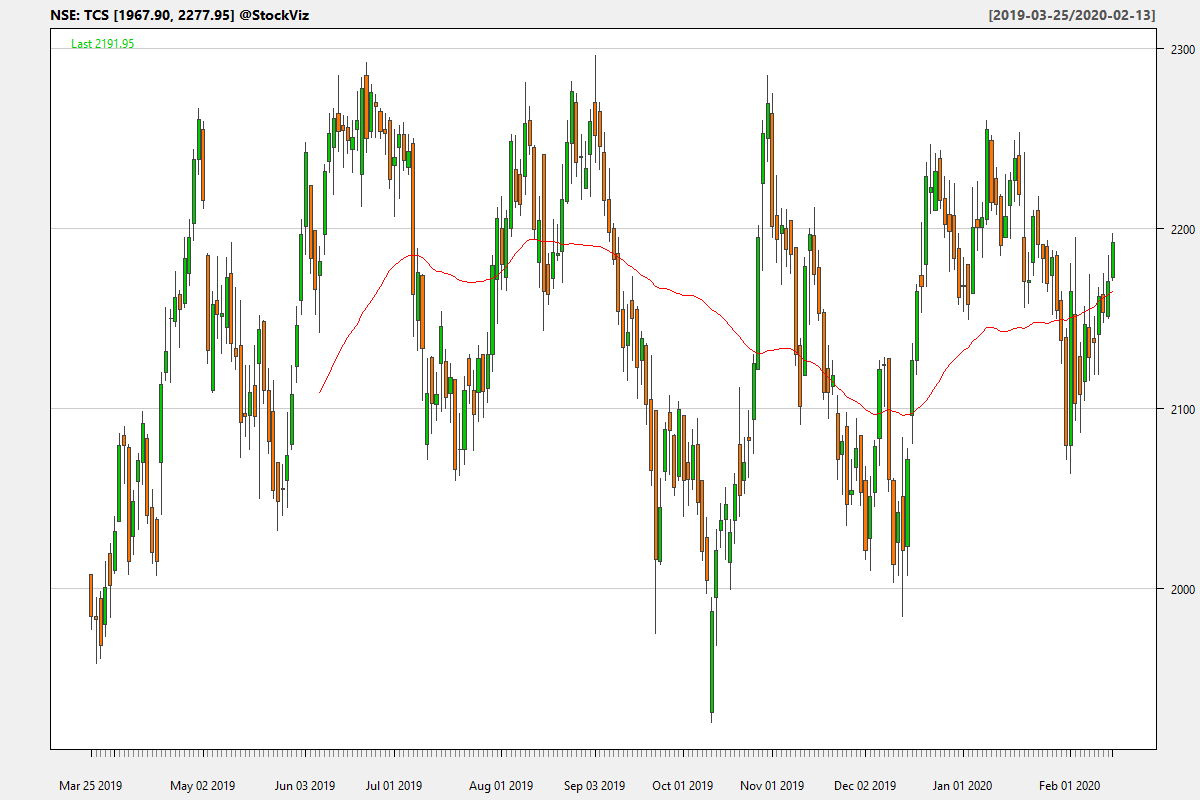 NSE: TCS [1967.90, 2277.95] @StockViz [2019-03-25/2020-02-13]
Last 2191.95
2300
2200
2100
2000
Mar 25 2019 May 02 2019 Jun 03 2019 Jul 01 2019 Aug 01 2019 Sep 03 2019 Oct 01 2019 Nov 01 2019 Dec 02 2019 Jan 01 2020 Feb 01 2020